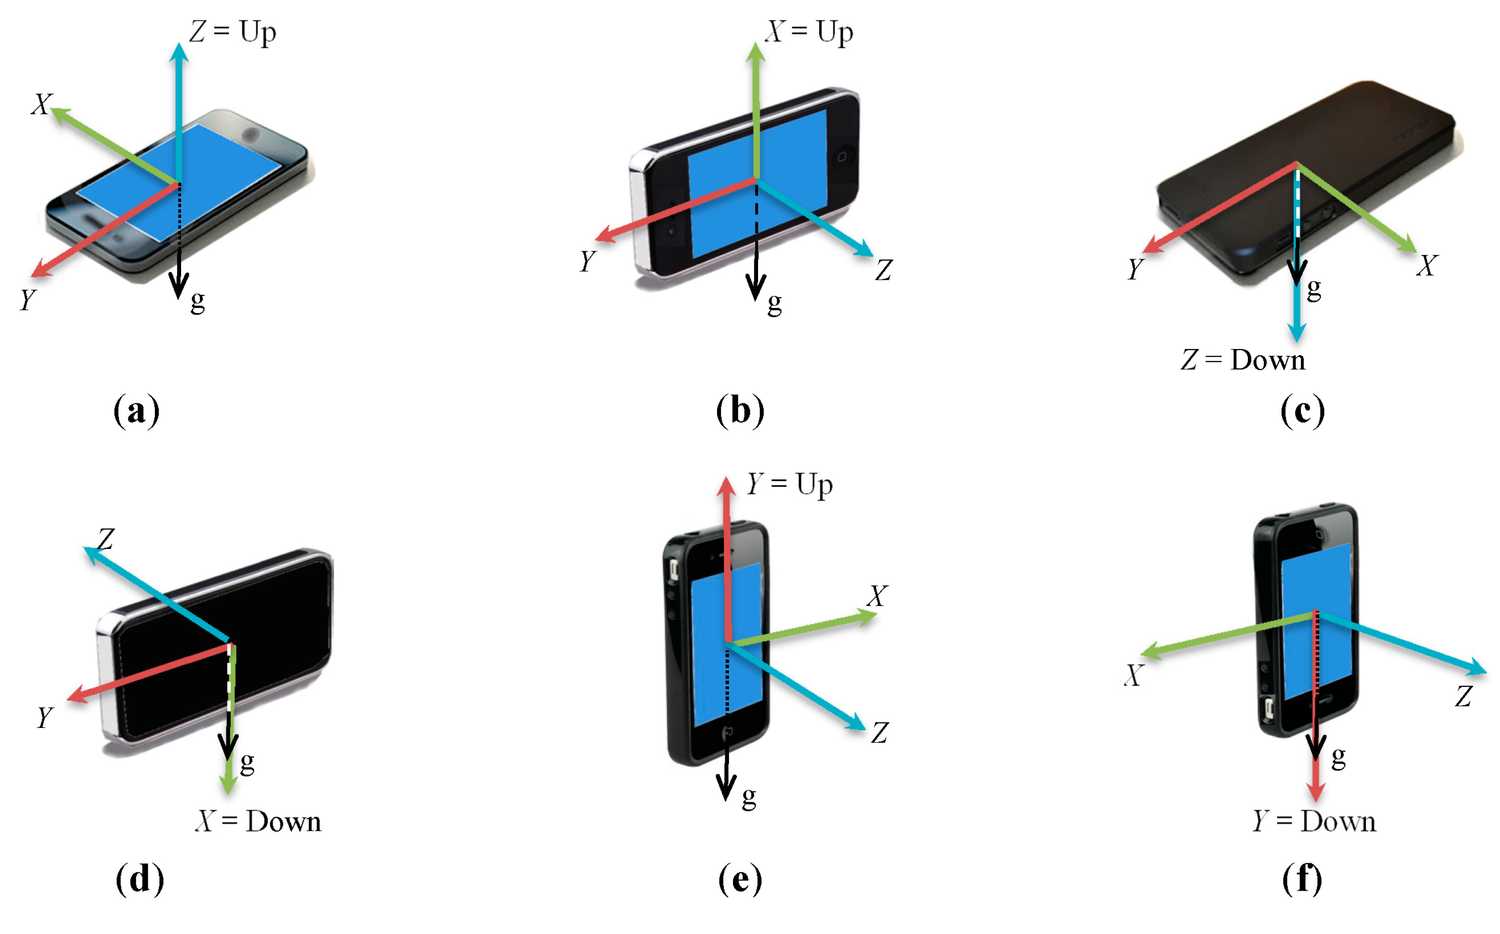 Z = Up
X
Y
g
(a)
X = Up
Y
Z
g
(b)
Y
X
g
Z = Down
(c)
Z
Y
g
X = Down
(d)
Y = Up
X
Z
g
(e)
X
Z
g
Y = Down
(f)